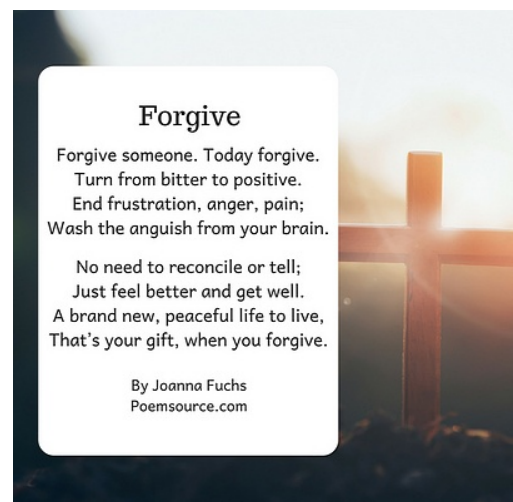 Forgive
Forgive someone. Today forgive.
Turn from bitter to positive.
End frustration, anger, pain;
Wash the anguish from your brain.
No need to reconcile or tell;
Just feel better and get well.
A brand new, peaceful life to live,
That's your gift, when you forgive.
By Joanna Fuchs
Poemsource.com